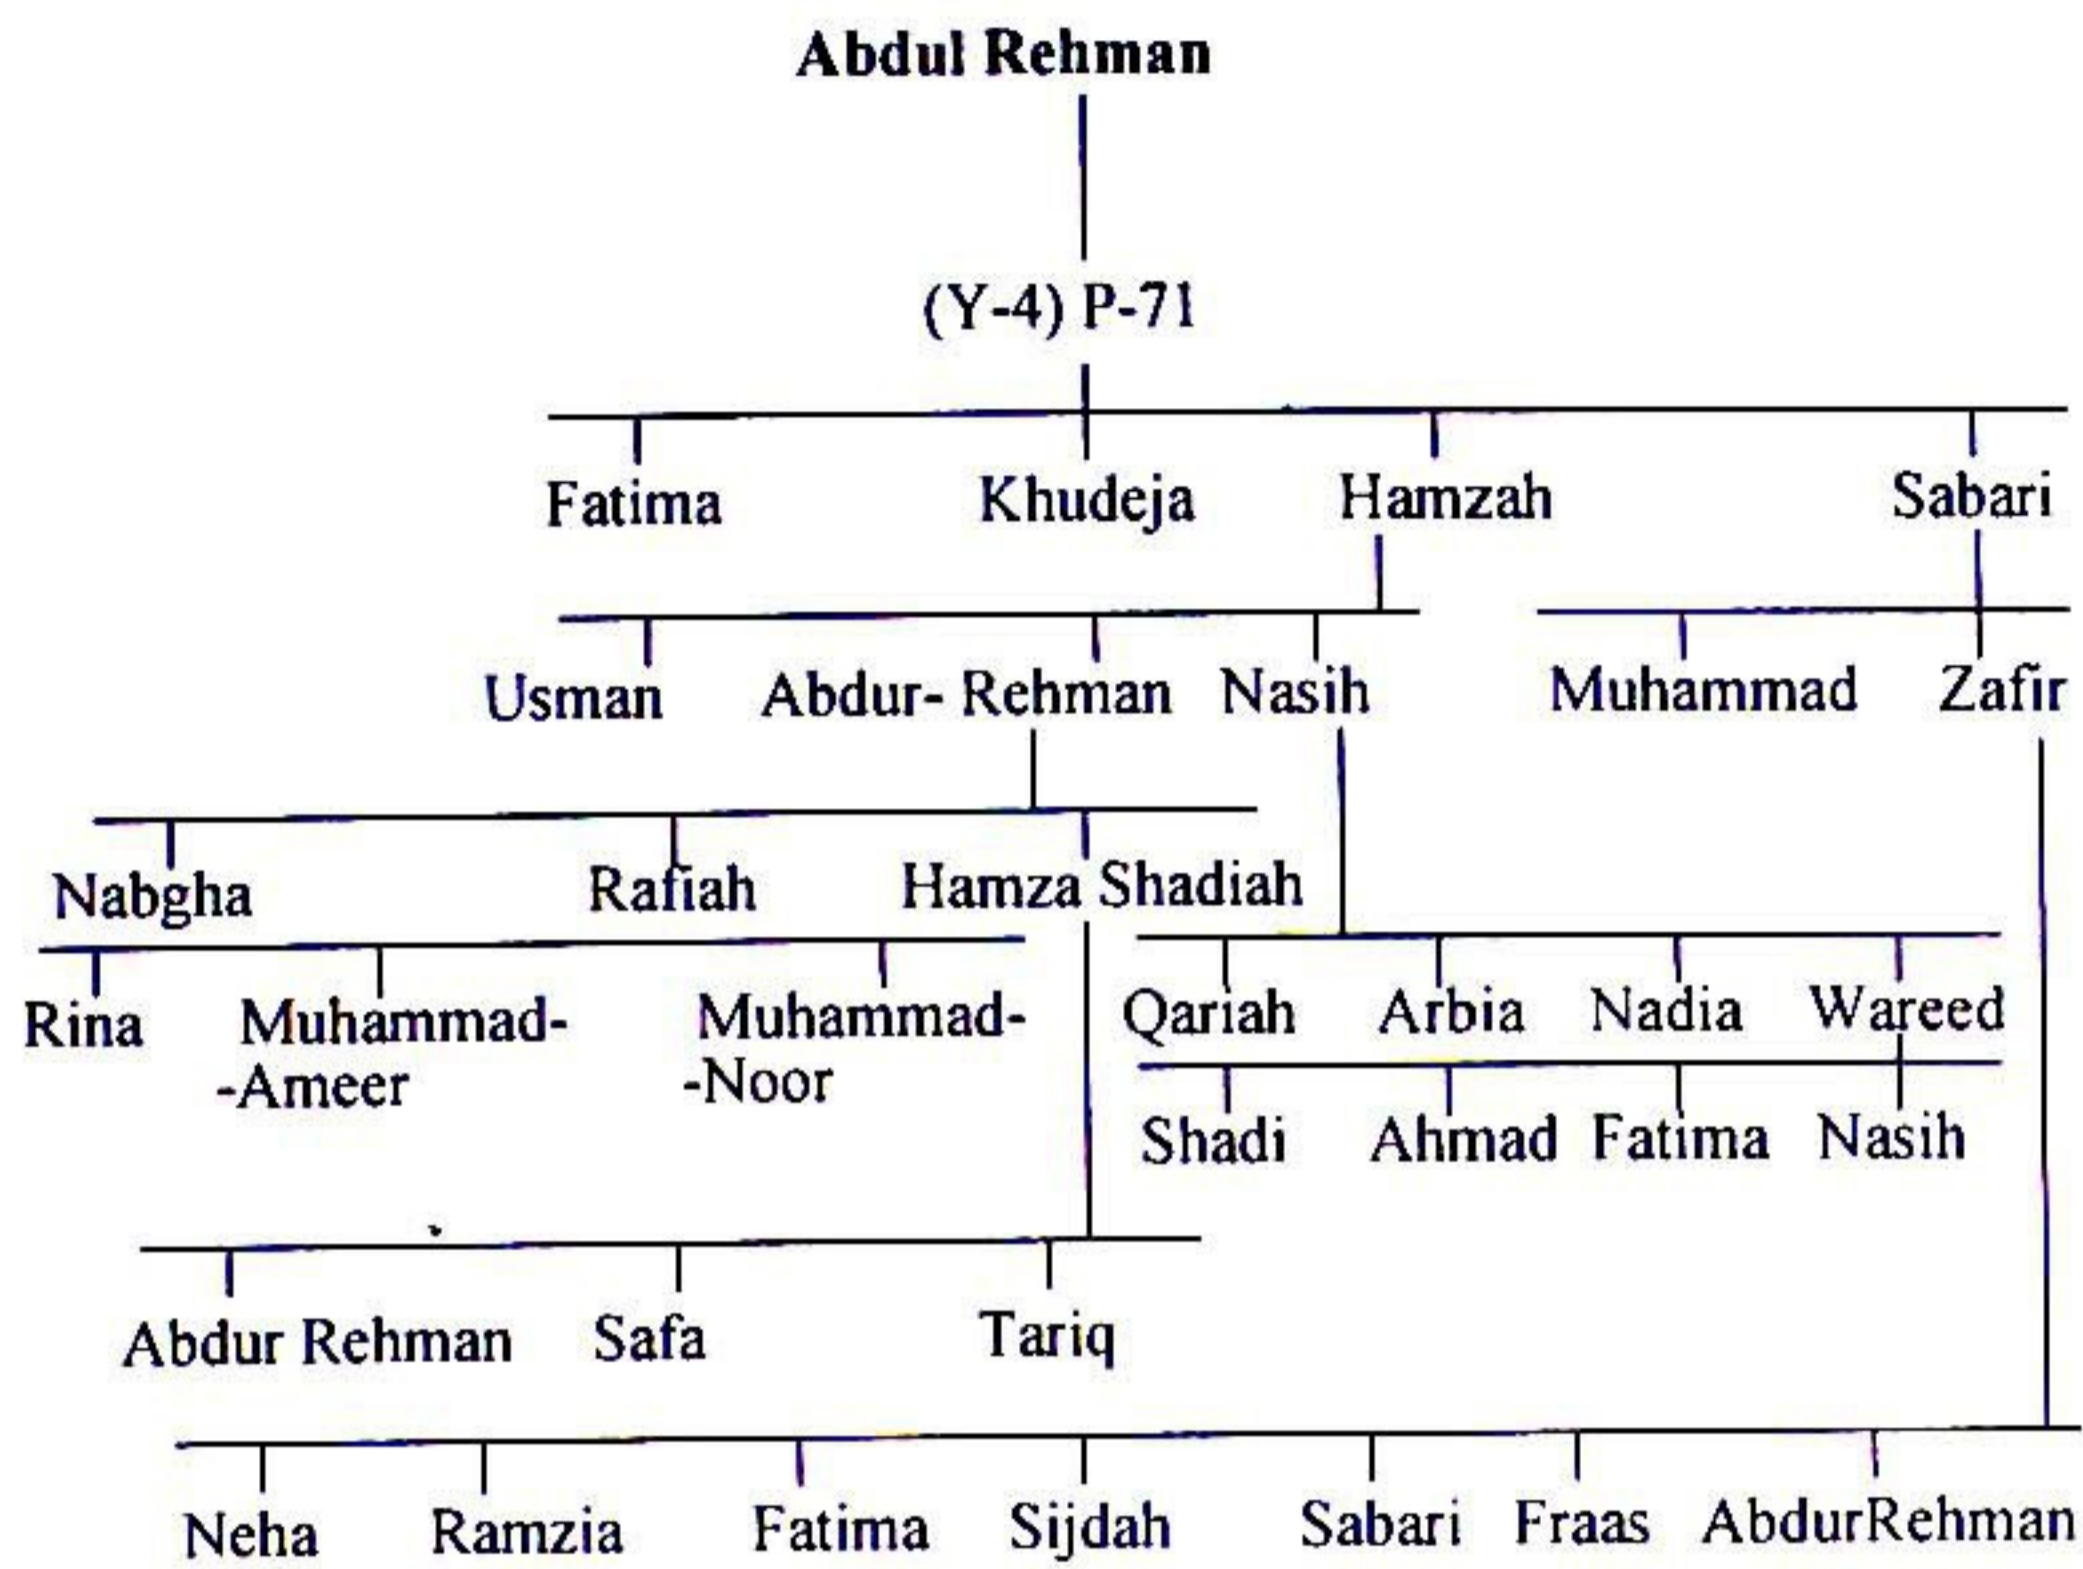 Abdul Rehman
(Y-4) P-71
Fatima Khudeja Hamzah Sabari
Usman Abdur- Rehman Nasih Muhammad Zafir
Nabgha Rafiah Hamza Shadiah
Rina Muhammad- Muhammad- Qariah Arbia Nadia Wareed
-Ameer -Noor
Shadi Ahmad Fatima Nasih
Abdur Rehman Safa Tariq
Neha Ramzia Fatima Sijdah Sabari Fraas AbdurRehman